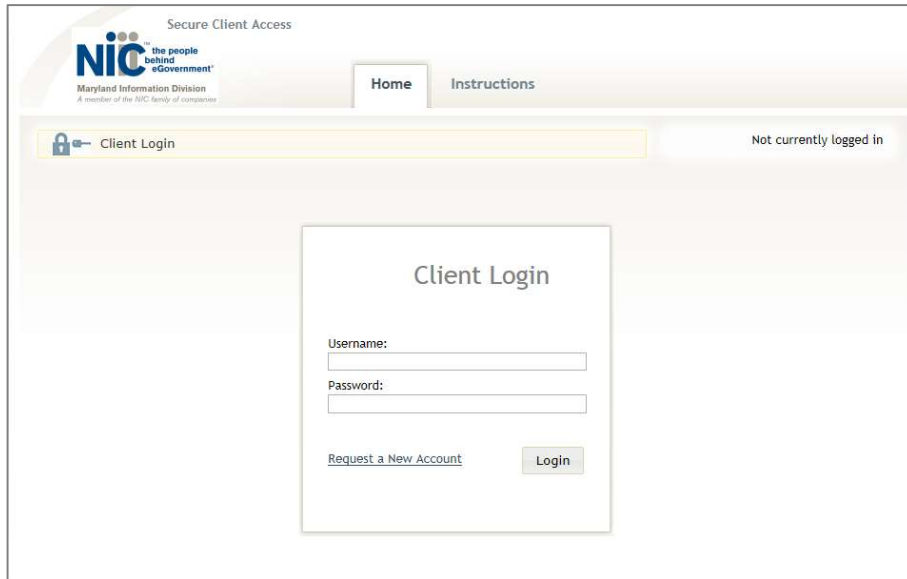 Secure Client Access
NIC™ the people
behind
eGovernment®
Maryland Information Division
A member of the NIC family of companies
Home Instructions
Client Login
Not currently logged in
Client Login
Username:
Password:
Request a New Account Login